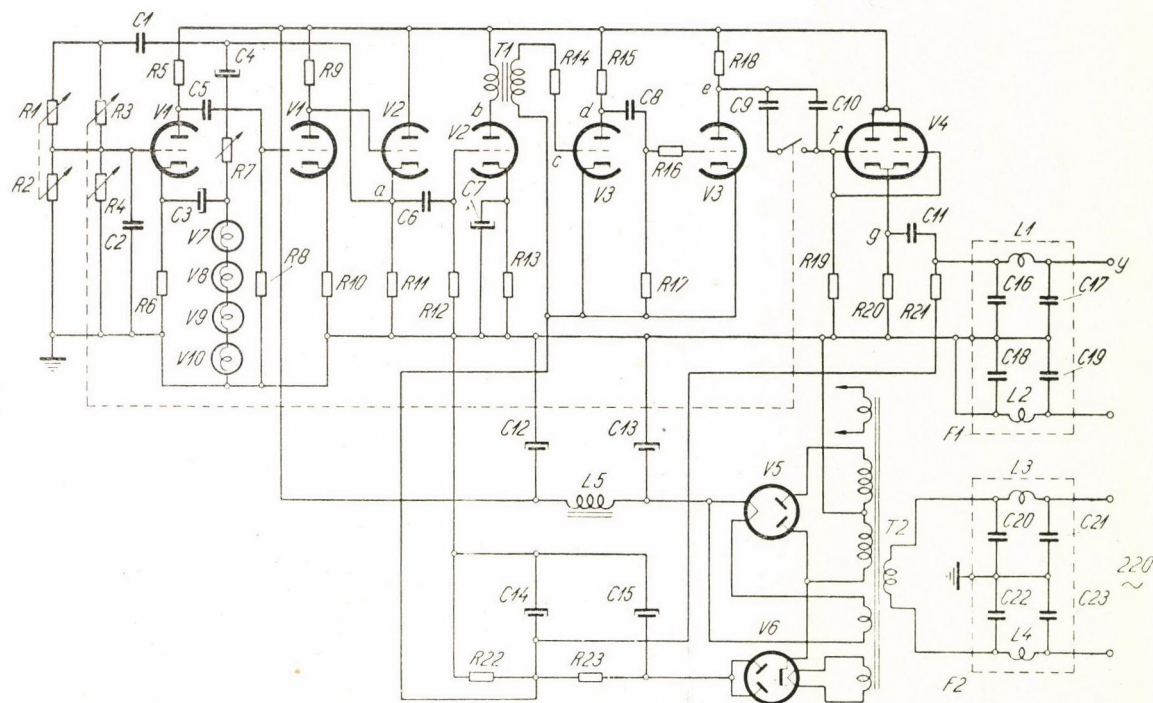 C1
C4
R5
C5
R9
T1
R14
R15
R18
R1
R3
V1
V1
V2
b
V2
d
C8
e
C9
C10
V4
f
R7
c
R16
R2
R4
C3
C2
a
C6
C7
V3
V3
C11
g
L1
y
V7
V8
R8
R6
R10
R11
R12
R13
R17
R19
R20
R21
C16
C17
V9
V10
C18
C19
L2
F1
C12
C13
L5
V5
L3
T2
C20
C21
220
~
C14
C15
C22
C23
V6
L4
R22
R23
F2